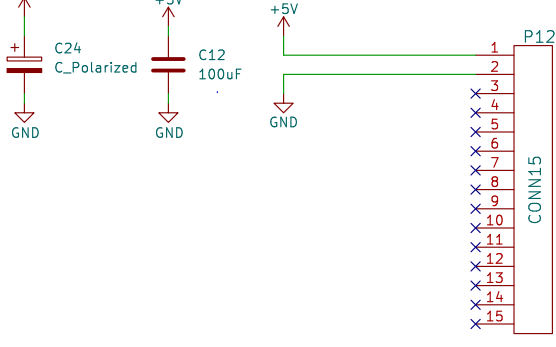 +5V
+5V
P12
C24
C_Polarized
C12
100uF
GND
GND
GND
1
2
3
4
5
6
7
8
9
10
11
12
13
14
15
CONN15